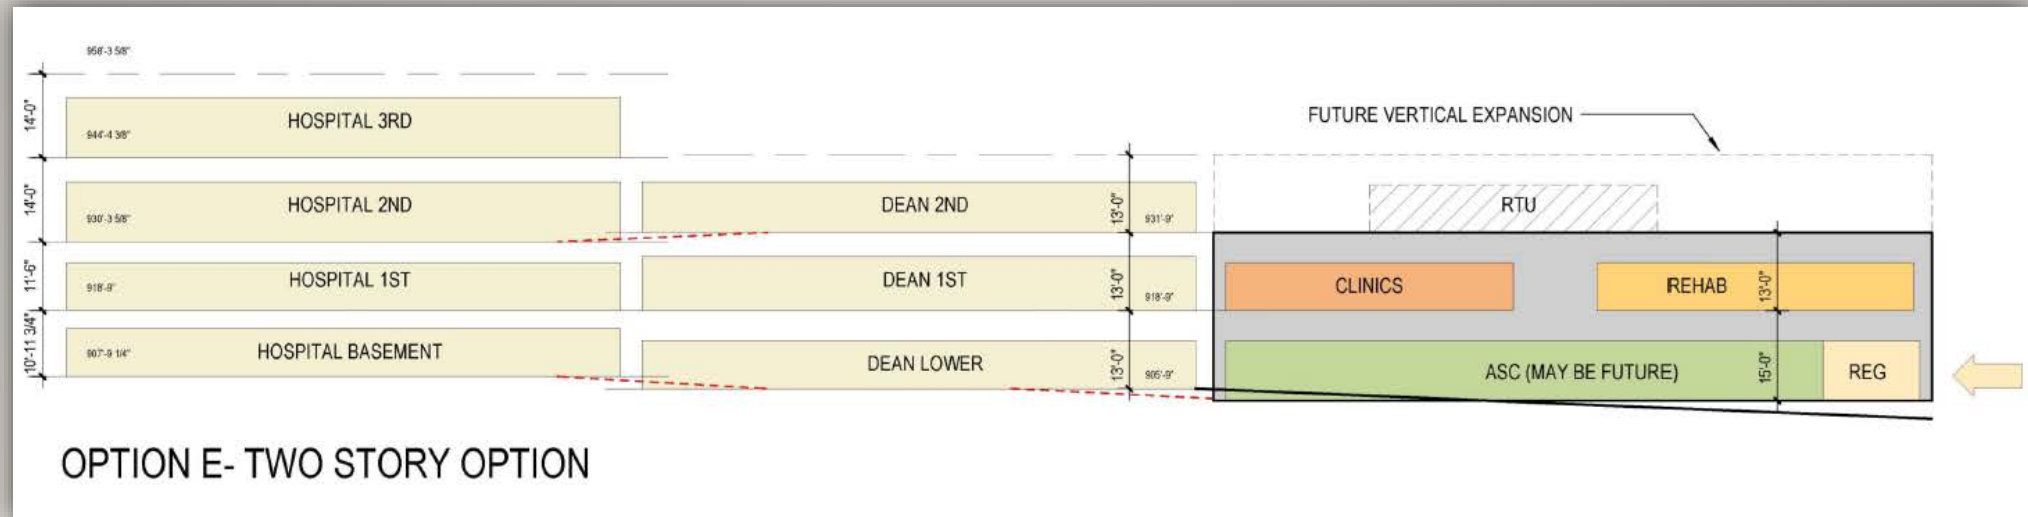 958'-3 5/8"
14'-0"
HOSPITAL 3RD
944'-4 3/8"
FUTURE VERTICAL EXPANSION
14'-0"
HOSPITAL 2ND
930'-3 5/8"
DEAN 2ND
13'-0"
931'-9"
RTU
11'-6"
HOSPITAL 1ST
918'-9"
DEAN 1ST
13'-0"
918'-9"
CLINICS
REHAB
13'-0"
10'-11 3/4"
HOSPITAL BASEMENT
907'-9 1/4"
DEAN LOWER
13'-0"
905'-9"
ASC (MAY BE FUTURE)
15'-0"
REG
OPTION E- TWO STORY OPTION